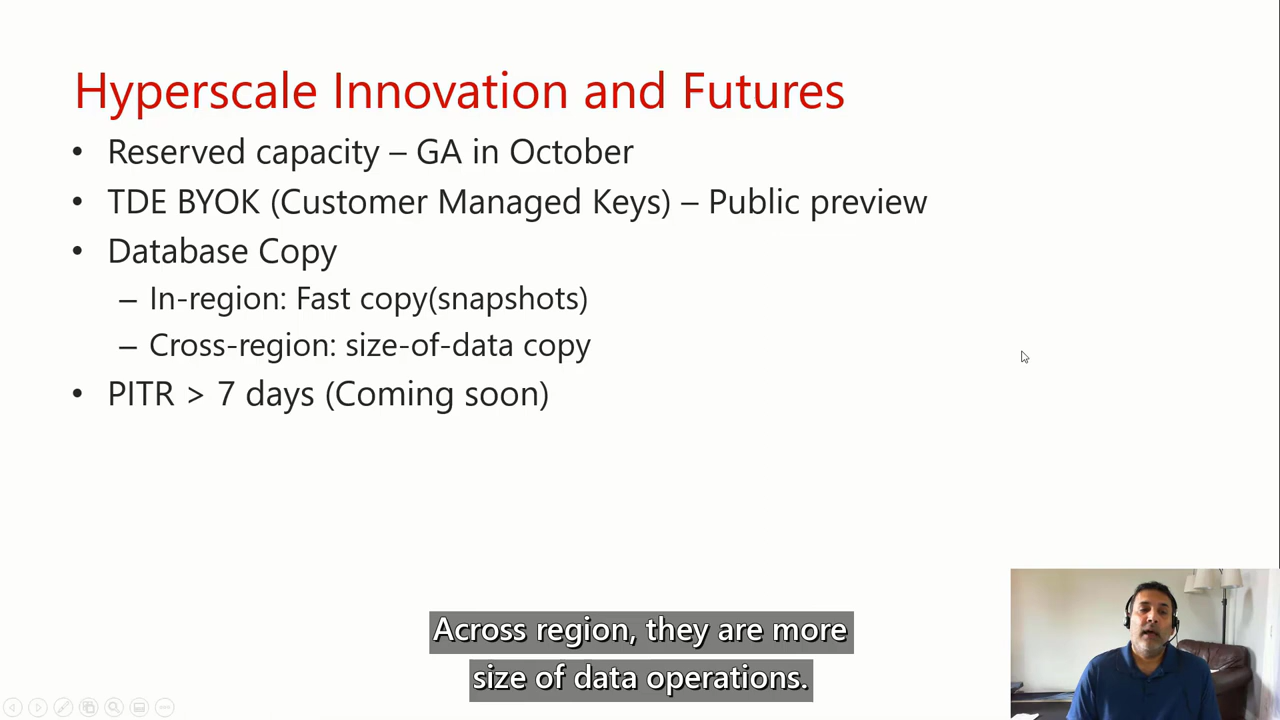 Hyperscale Innovation and Futures
• Reserved capacity – GA in October
• TDE BYOK (Customer Managed Keys) – Public preview
• Database Copy
– In-region: Fast copy(snapshots)
– Cross-region: size-of-data copy
• PITR > 7 days (Coming soon)
Across region, they are more
size of data operations.